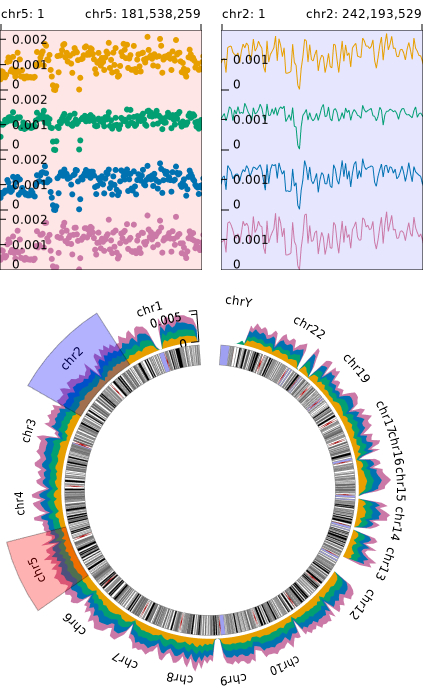 chr5: 1 chr5: 181,538,259 chr2: 1 chr2: 242,193,529
0.002
0.001
0
0.002
0.001
0
0.002
0.001
0
0.002
0.001
0
0.001
0
0.001
0
0.001
0
0.001
0
chrY
chr1
0.005
0
chr22
chr2
chr19
chr3
chr17
chr16
chr4
chr15
chr14
chr5
chr13
chr6
chr12
chr7
chr10
chr8
chr9